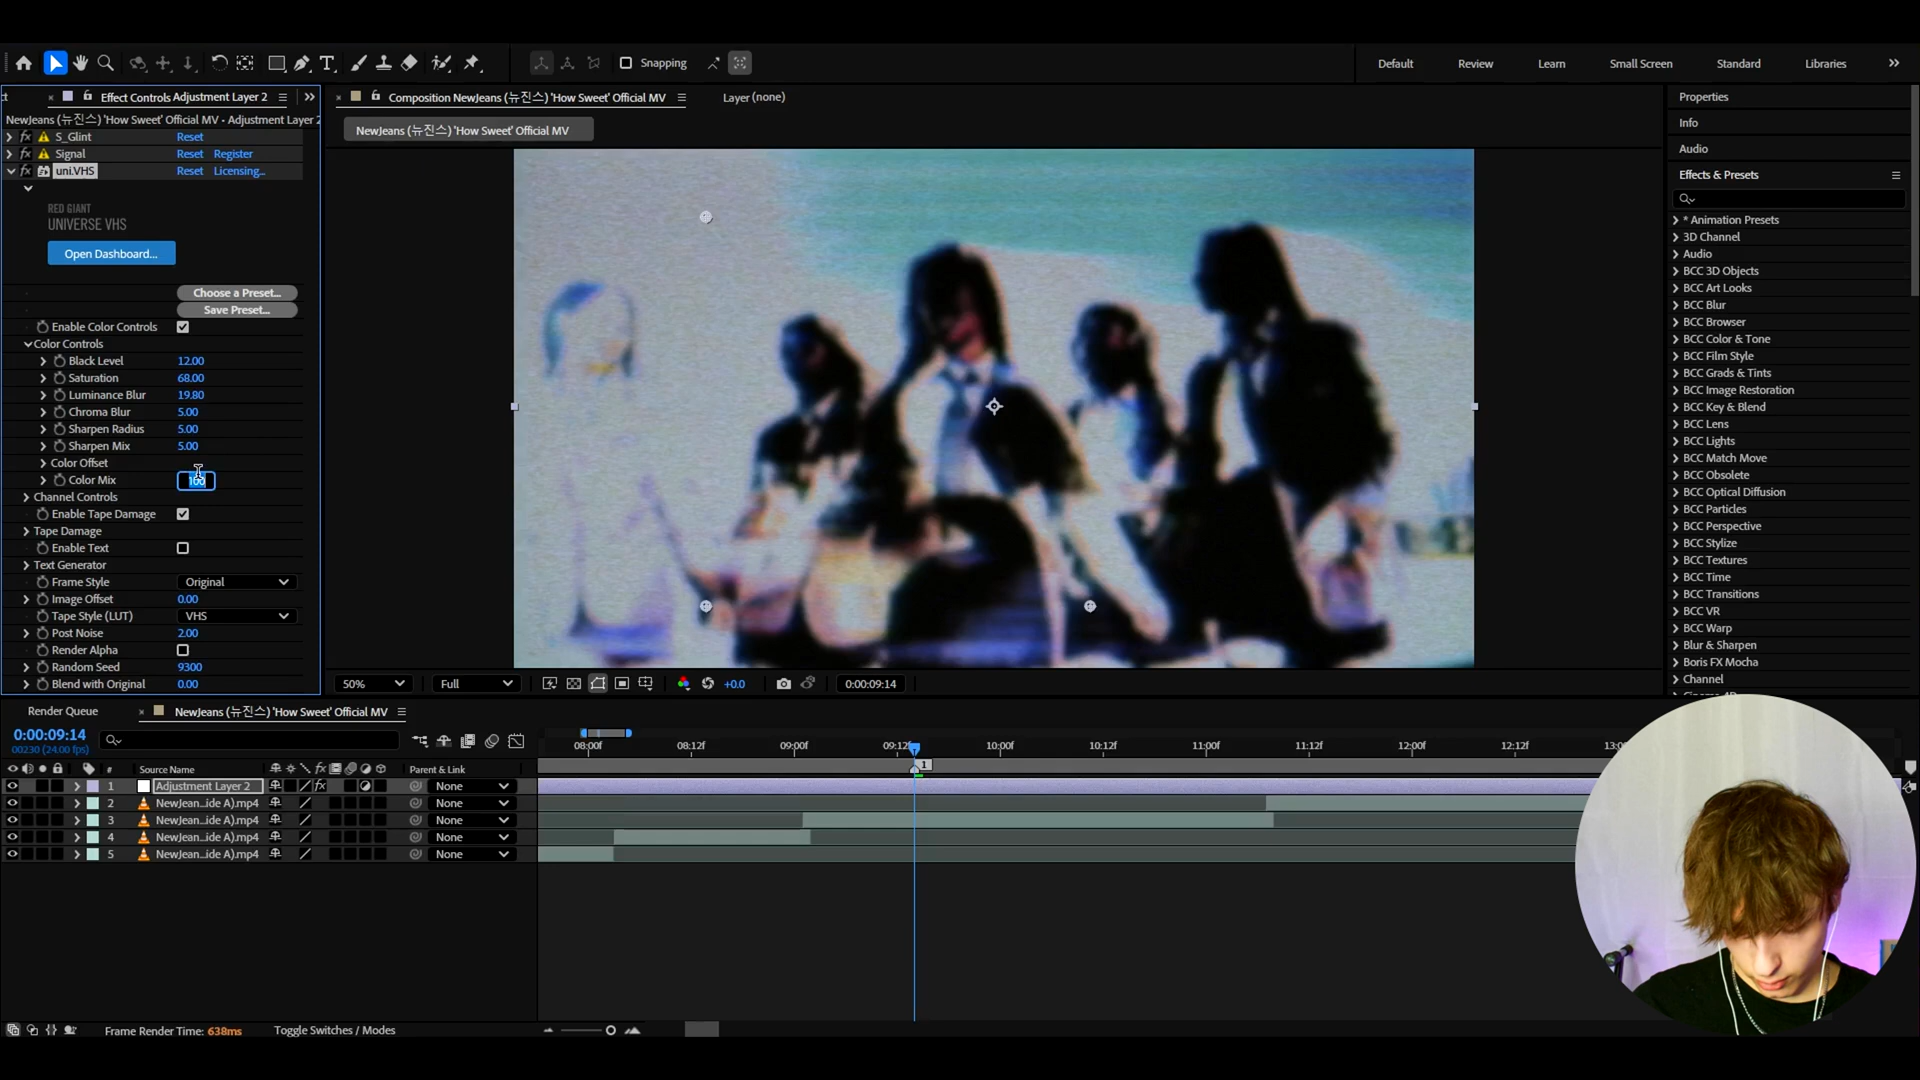 Snapping
Default
Review
Learn
Small Screen
Standard
Libraries
Effect Controls Adjustment Layer 2
NewJeans (뉴진스) 'How Sweet' Official MV - Adjustment Layer 2
fx S_Glint Reset
fx Signal Reset Register
fx uni.VHS Reset Licensing...
RED GIANT
UNIVERSE VHS
Open Dashboard...
Choose a Preset...
Save Preset...
Enable Color Controls
Color Controls
Black Level 12.00
Saturation 68.00
Luminance Blur 19.80
Chroma Blur 5.00
Sharpen Radius 5.00
Sharpen Mix 5.00
Color Offset
Color Mix 100
Channel Controls
Enable Tape Damage
Tape Damage
Enable Text
Text Generator
Frame Style Original
Image Offset 0.00
Tape Style (LUT) VHS
Post Noise 2.00
Render Alpha
Random Seed 9300
Blend with Original 0.00
Composition NewJeans (뉴진스) 'How Sweet' Official MV
Layer (none)
NewJeans (뉴진스) 'How Sweet' Official MV
50%
Full
+0.0
0:00:09:14
Properties
Info
Audio
Effects & Presets
* Animation Presets
3D Channel
Audio
BCC 3D Objects
BCC Art Looks
BCC Blur
BCC Browser
BCC Color & Tone
BCC Film Style
BCC Grads & Tints
BCC Image Restoration
BCC Key & Blend
BCC Lens
BCC Lights
BCC Match Move
BCC Obsolete
BCC Optical Diffusion
BCC Particles
BCC Perspective
BCC Stylize
BCC Textures
BCC Time
BCC Transitions
BCC VR
BCC Warp
Blur & Sharpen
Boris FX Mocha
Channel
Render Queue
NewJeans (뉴진스) 'How Sweet' Official MV
0:00:09:14
00230 (24.00 fps)
08:00f 08:12f 09:00f 09:12f 10:00f 10:12f 11:00f 11:12f 12:00f 12:12f
1
# Source Name fx Parent & Link
1 Adjustment Layer 2 fx None
2 NewJean...ide A).mp4 None
3 NewJean...ide A).mp4 None
4 NewJean...ide A).mp4 None
5 NewJean...ide A).mp4 None
Frame Render Time: 638ms
Toggle Switches / Modes